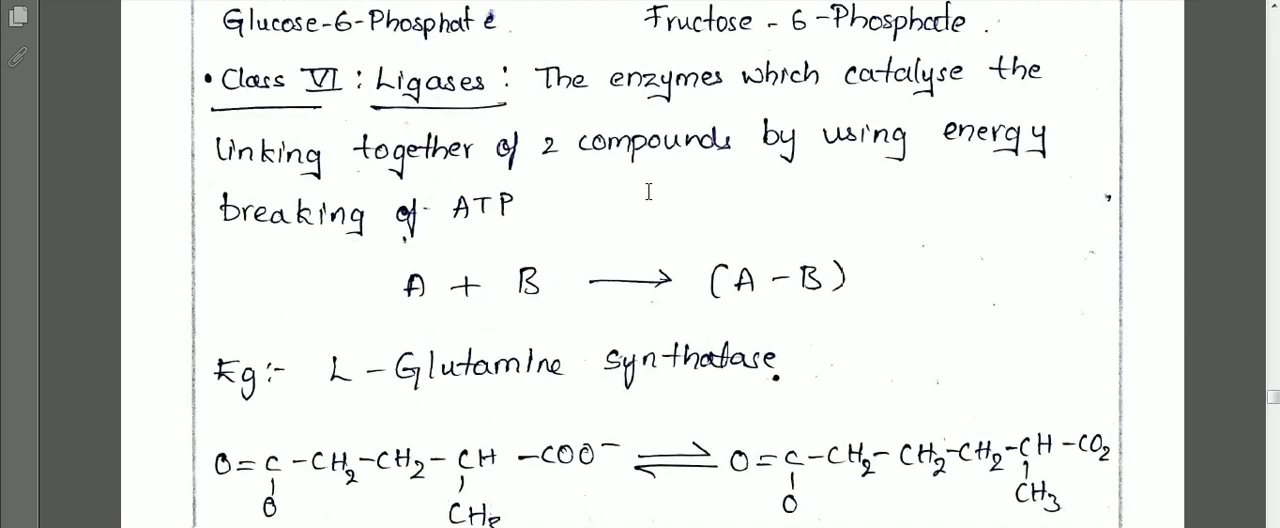 Glucose-6-Phosphate. Fructose - 6 -Phosphate.
• Class VI : Ligases : The enzymes which catalyse the
linking together of 2 compounds by using energy
breaking of ATP
A + B ⟶ (A - B)
Eg:- L - Glutamine synthatase.
O=C-CH2-CH2-CH-COO⁻ ⇌ O=C-CH2-CH2-CH2-CH-CO2
O CH3 O CH3